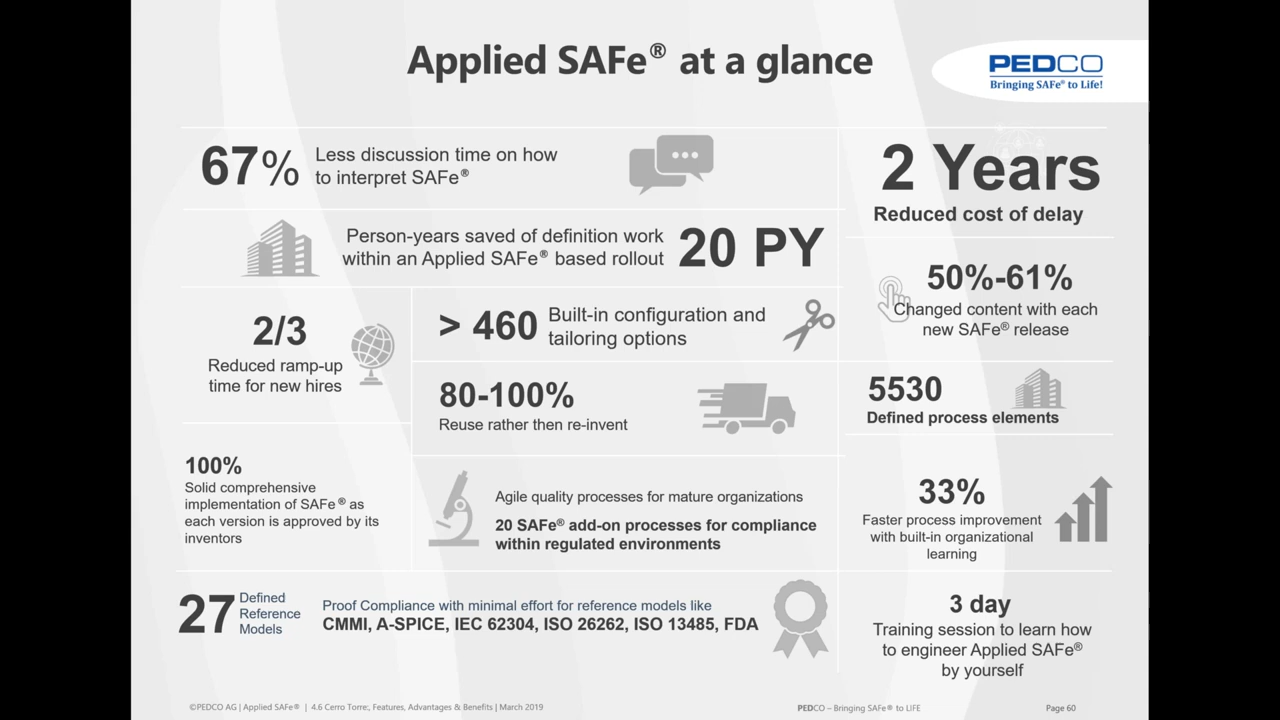 Applied SAFe® at a glance
PEDCO
Bringing SAFe® to Life!
67%
Less discussion time on how
to interpret SAFe®
2 Years
Reduced cost of delay
Person-years saved of definition work
within an Applied SAFe® based rollout
20 PY
50%-61%
Changed content with each
new SAFe® release
2/3
Reduced ramp-up
time for new hires
> 460
Built-in configuration and
tailoring options
80-100%
Reuse rather then re-invent
5530
Defined process elements
100%
Solid comprehensive
implementation of SAFe® as
each version is approved by its
inventors
Agile quality processes for mature organizations
20 SAFe® add-on processes for compliance
within regulated environments
33%
Faster process improvement
with built-in organizational
learning
27
Defined
Reference
Models
Proof Compliance with minimal effort for reference models like
CMMI, A-SPICE, IEC 62304, ISO 26262, ISO 13485, FDA
3 day
Training session to learn how
to engineer Applied SAFe®
by yourself
©PEDCO AG | Applied SAFe® | 4.6 Cerro Torre;, Features, Advantages & Benefits | March 2019
PEDCO – Bringing SAFe® to LIFE
Page 60